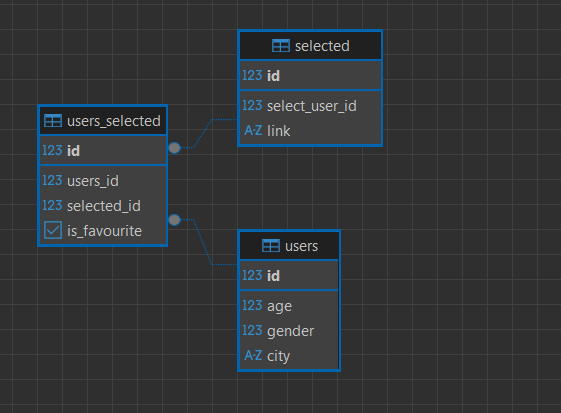 selected
123 id
123 select_user_id
A-Z link
users_selected
123 id
123 users_id
123 selected_id
is_favourite
users
123 id
123 age
123 gender
A-Z city